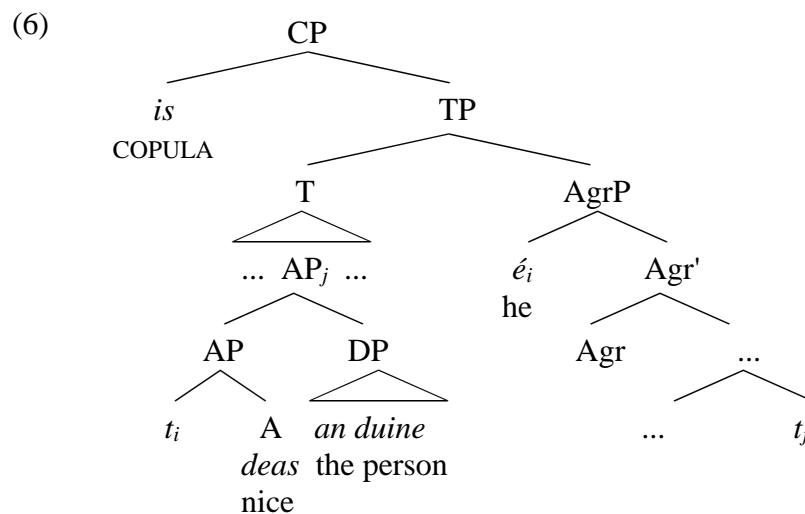 (6) CP
is TP
COPULA
T AgrP
... APj ... éi Agr'
he
AP DP Agr ...
ti A an duine ... tj
deas the person
nice